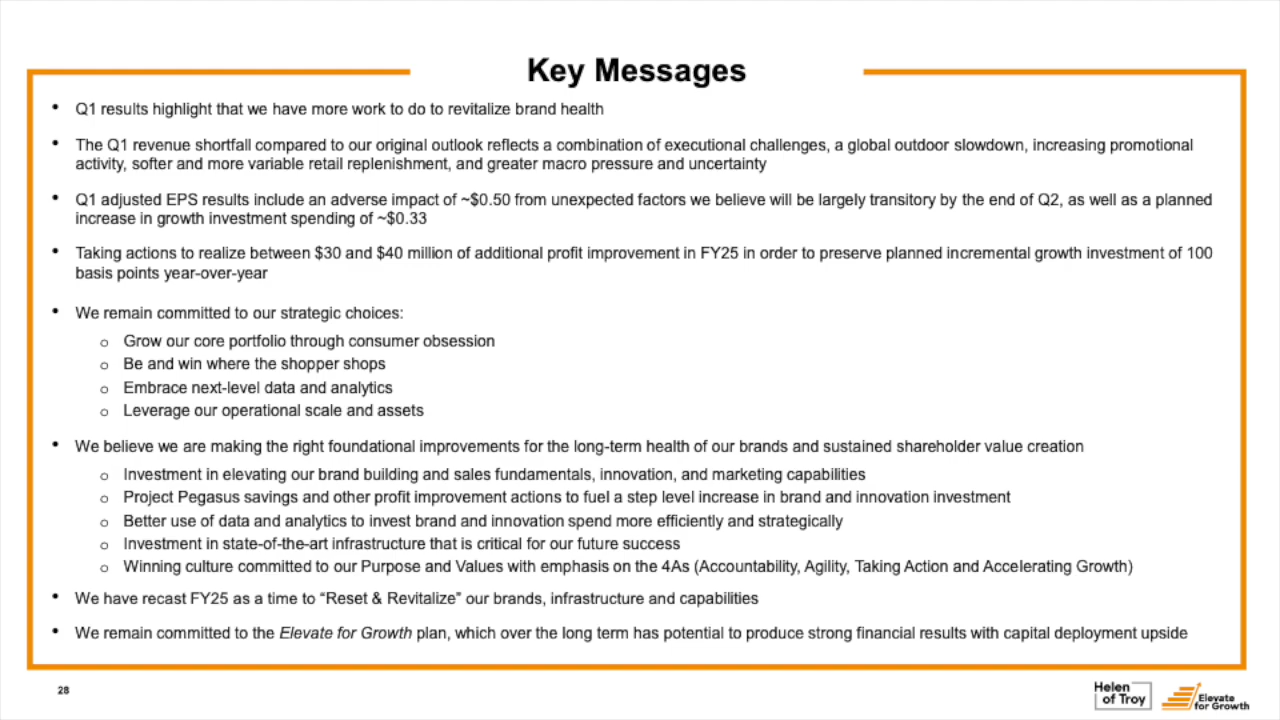 Key Messages
• Q1 results highlight that we have more work to do to revitalize brand health
• The Q1 revenue shortfall compared to our original outlook reflects a combination of executional challenges, a global outdoor slowdown, increasing promotional
activity, softer and more variable retail replenishment, and greater macro pressure and uncertainty
• Q1 adjusted EPS results include an adverse impact of ~$0.50 from unexpected factors we believe will be largely transitory by the end of Q2, as well as a planned
increase in growth investment spending of ~$0.33
• Taking actions to realize between $30 and $40 million of additional profit improvement in FY25 in order to preserve planned incremental growth investment of 100
basis points year-over-year
• We remain committed to our strategic choices:
o Grow our core portfolio through consumer obsession
o Be and win where the shopper shops
o Embrace next-level data and analytics
o Leverage our operational scale and assets
• We believe we are making the right foundational improvements for the long-term health of our brands and sustained shareholder value creation
o Investment in elevating our brand building and sales fundamentals, innovation, and marketing capabilities
o Project Pegasus savings and other profit improvement actions to fuel a step level increase in brand and innovation investment
o Better use of data and analytics to invest brand and innovation spend more efficiently and strategically
o Investment in state-of-the-art infrastructure that is critical for our future success
o Winning culture committed to our Purpose and Values with emphasis on the 4As (Accountability, Agility, Taking Action and Accelerating Growth)
• We have recast FY25 as a time to “Reset & Revitalize” our brands, infrastructure and capabilities
• We remain committed to the Elevate for Growth plan, which over the long term has potential to produce strong financial results with capital deployment upside
28
Helen
of Troy
Elevate
for Growth